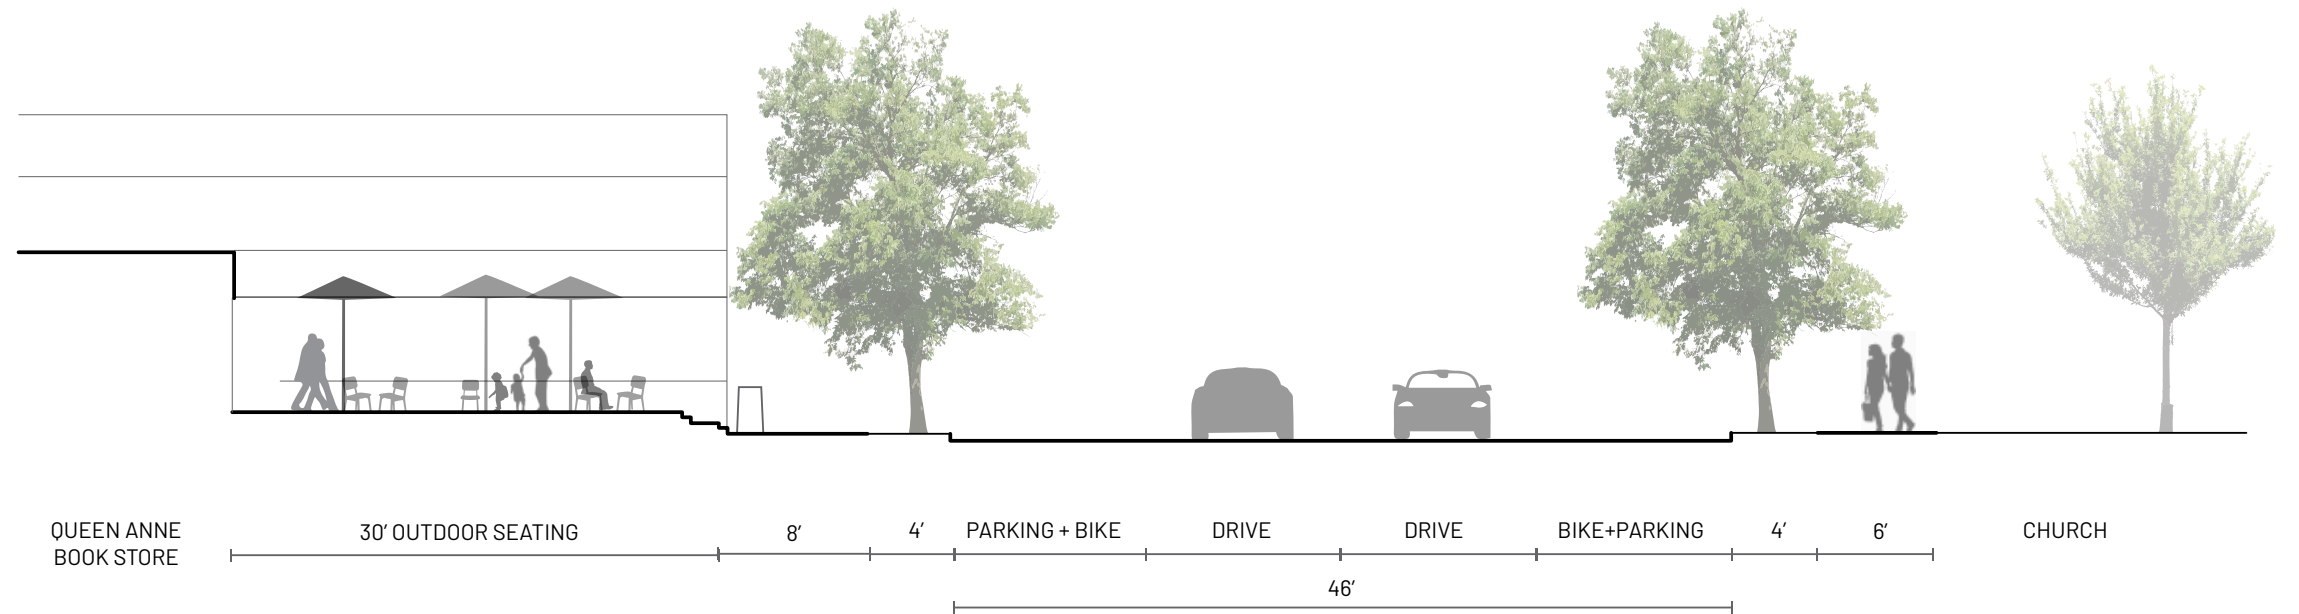 QUEEN ANNE
BOOK STORE
30′ OUTDOOR SEATING
8′
4′
PARKING + BIKE
DRIVE
DRIVE
BIKE+PARKING
4′
6′
CHURCH
46′